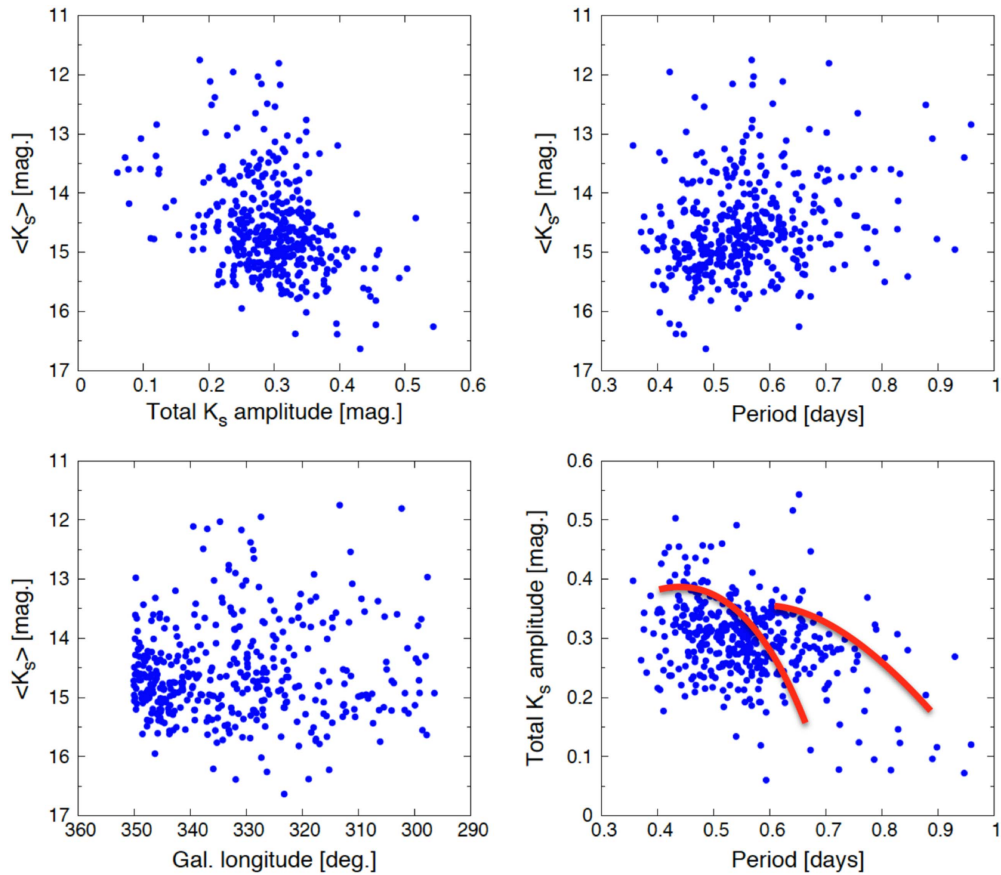 11
12
13
14
15
16
17
<Kₛ> [mag.]
0 0.1 0.2 0.3 0.4 0.5 0.6
Total Kₛ amplitude [mag.]
11
12
13
14
15
16
17
<Kₛ> [mag.]
0.3 0.4 0.5 0.6 0.7 0.8 0.9 1
Period [days]
11
12
13
14
15
16
17
<Kₛ> [mag.]
360 350 340 330 320 310 300 290
Gal. longitude [deg.]
0.6
0.5
0.4
0.3
0.2
0.1
0
Total Kₛ amplitude [mag.]
0.3 0.4 0.5 0.6 0.7 0.8 0.9 1
Period [days]